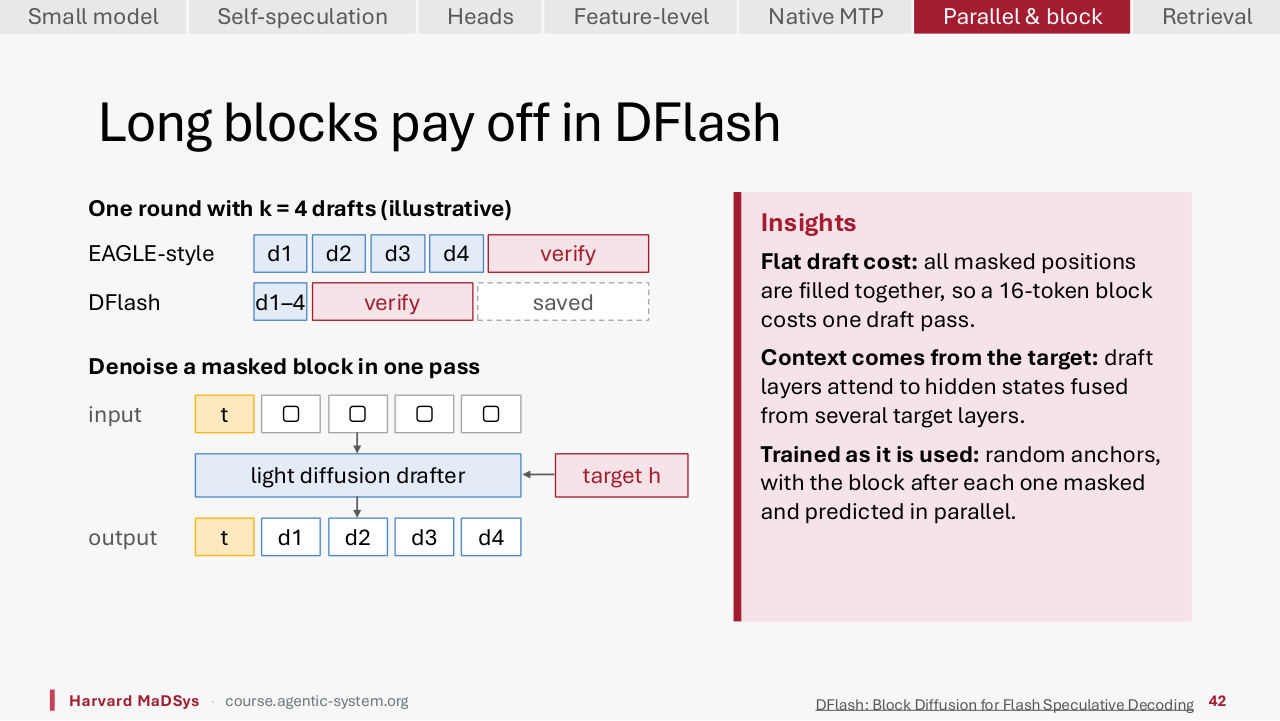 Small model
Self-speculation
Heads
Feature-level
Native MTP
Parallel & block
Retrieval
Long blocks pay off in DFlash
One round with k = 4 drafts (illustrative)
EAGLE-style d1 d2 d3 d4 verify
DFlash d1–4 verify saved
Denoise a masked block in one pass
input t ▢ ▢ ▢ ▢
light diffusion drafter target h
output t d1 d2 d3 d4
Insights
Flat draft cost: all masked positions
are filled together, so a 16-token block
costs one draft pass.
Context comes from the target: draft
layers attend to hidden states fused
from several target layers.
Trained as it is used: random anchors,
with the block after each one masked
and predicted in parallel.
Harvard MaDSys · course.agentic-system.org
DFlash: Block Diffusion for Flash Speculative Decoding 42